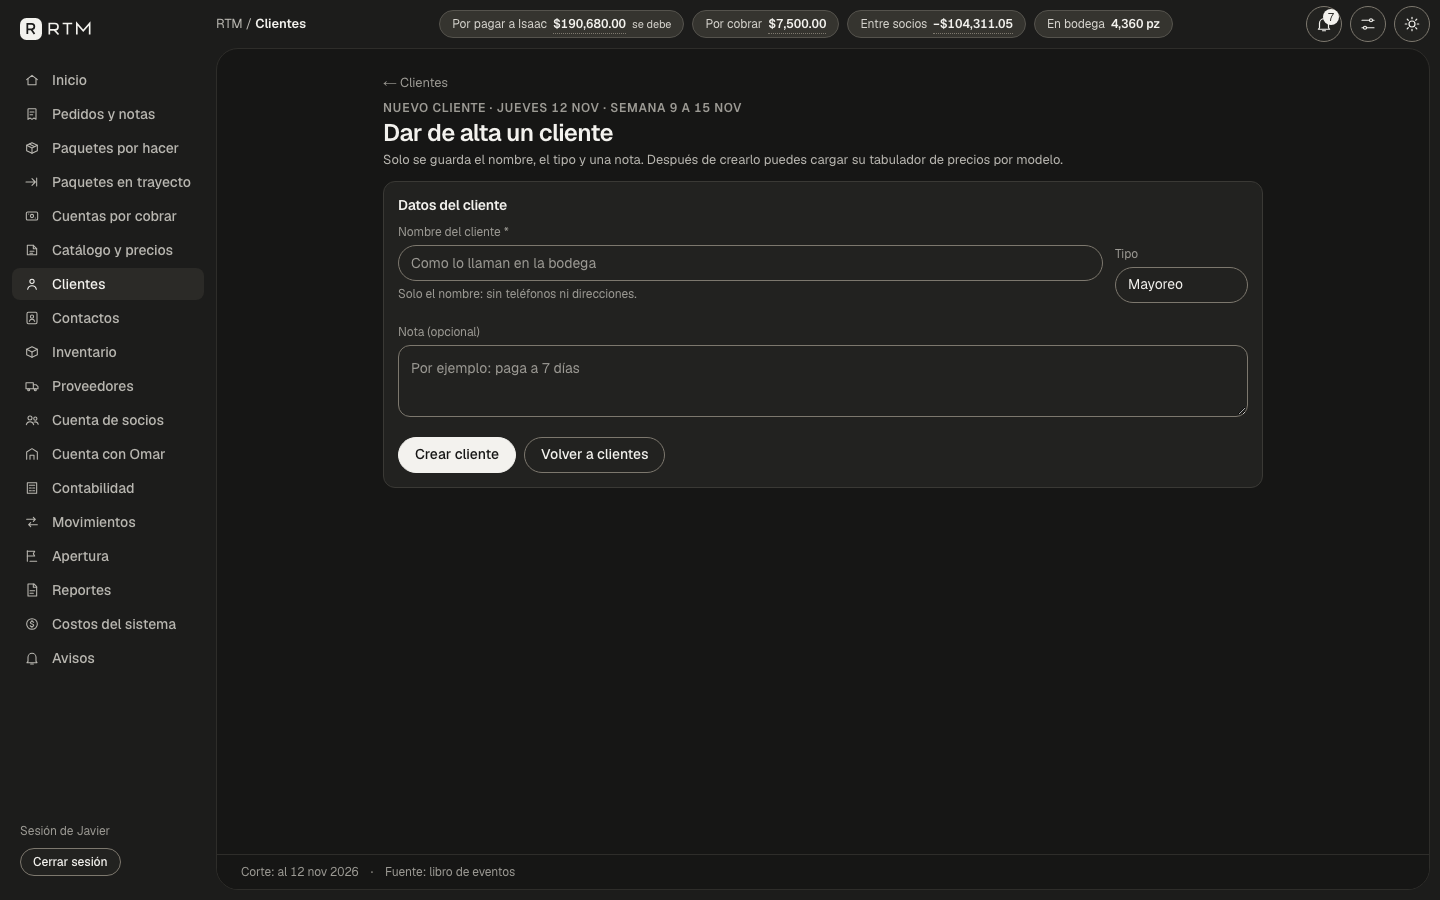 R RTM
RTM / Clientes
Por pagar a Isaac $190,680.00 se debe
Por cobrar $7,500.00
Entre socios −$104,311.05
En bodega 4,360 pz
7
Inicio
Pedidos y notas
Paquetes por hacer
Paquetes en trayecto
Cuentas por cobrar
Catálogo y precios
Clientes
Contactos
Inventario
Proveedores
Cuenta de socios
Cuenta con Omar
Contabilidad
Movimientos
Apertura
Reportes
Costos del sistema
Avisos
Sesión de Javier
Cerrar sesión
← Clientes
NUEVO CLIENTE · JUEVES 12 NOV · SEMANA 9 A 15 NOV
Dar de alta un cliente
Solo se guarda el nombre, el tipo y una nota. Después de crearlo puedes cargar su tabulador de precios por modelo.
Datos del cliente
Nombre del cliente *
Como lo llaman en la bodega
Solo el nombre: sin teléfonos ni direcciones.
Tipo
Mayoreo
Nota (opcional)
Por ejemplo: paga a 7 días
Crear cliente
Volver a clientes
Corte: al 12 nov 2026 · Fuente: libro de eventos